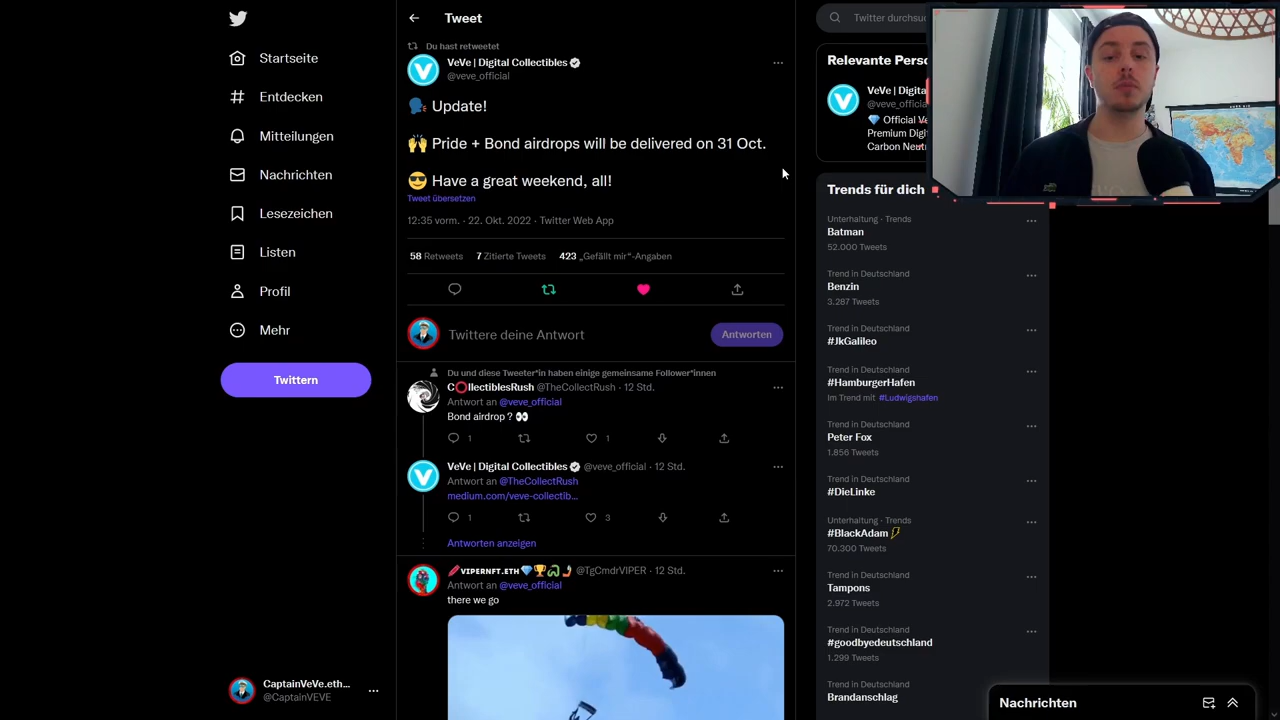 Startseite
Entdecken
Mitteilungen
Nachrichten
Lesezeichen
Listen
Profil
Mehr
Twittern
CaptainVeVe.eth...
@CaptainVEVE
Tweet
Du hast retweetet
VeVe | Digital Collectibles
@veve_official
Update!
Pride + Bond airdrops will be delivered on 31 Oct.
Have a great weekend, all!
Tweet übersetzen
12:35 vorm. · 22. Okt. 2022 · Twitter Web App
58 Retweets 7 Zitierte Tweets 423 „Gefällt mir“-Angaben
Twittere deine Antwort
Antworten
Du und diese Tweeter*in haben einige gemeinsame Follower*innen
C⭕llectiblesRush @TheCollectRush · 12 Std.
Antwort an @veve_official
Bond airdrop ? 👀
1 1
VeVe | Digital Collectibles @veve_official · 12 Std.
Antwort an @TheCollectRush
medium.com/veve-collectib...
1 3
Antworten anzeigen
ᴠɪᴘᴇʀɴғᴛ.ᴇᴛʜ @TgCmdrVIPER · 12 Std.
Antwort an @veve_official
there we go
Twitter durchsuc
Relevante Perso
VeVe | Digita
@veve_officia
Official Ve
Premium Digi
Carbon Neutr
Trends für dich
Unterhaltung · Trends
Batman
52.000 Tweets
Trend in Deutschland
Benzin
3.287 Tweets
Trend in Deutschland
#JkGalileo
Trend in Deutschland
#HamburgerHafen
Im Trend mit #Ludwigshafen
Trend in Deutschland
Peter Fox
1.856 Tweets
Trend in Deutschland
#DieLinke
Unterhaltung · Trends
#BlackAdam
70.300 Tweets
Trend in Deutschland
Tampons
2.972 Tweets
Trend in Deutschland
#goodbyedeutschland
1.299 Tweets
Trend in Deutschland
Brandanschlag
Nachrichten